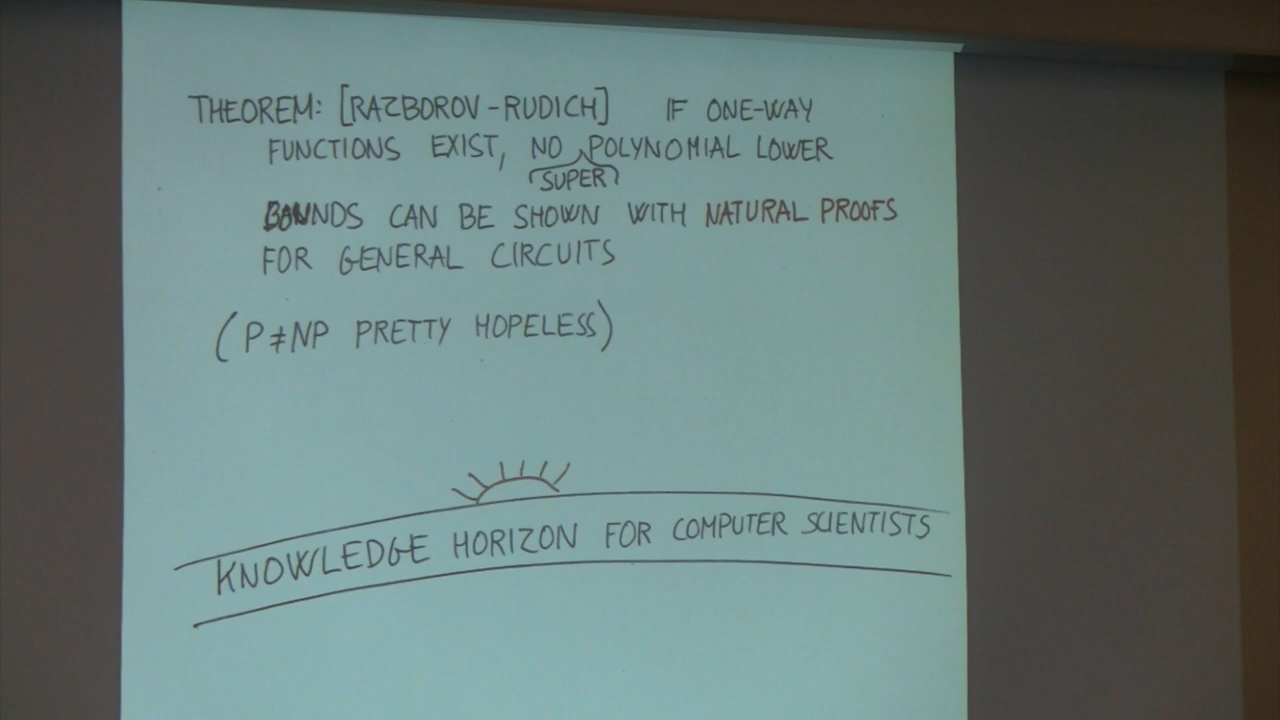 THEOREM: [RAZBOROV-RUDICH] IF ONE-WAY
FUNCTIONS EXIST, NO POLYNOMIAL LOWER
SUPER
BOUNDS CAN BE SHOWN WITH NATURAL PROOFS
FOR GENERAL CIRCUITS
(P≠NP PRETTY HOPELESS)
KNOWLEDGE HORIZON FOR COMPUTER SCIENTISTS